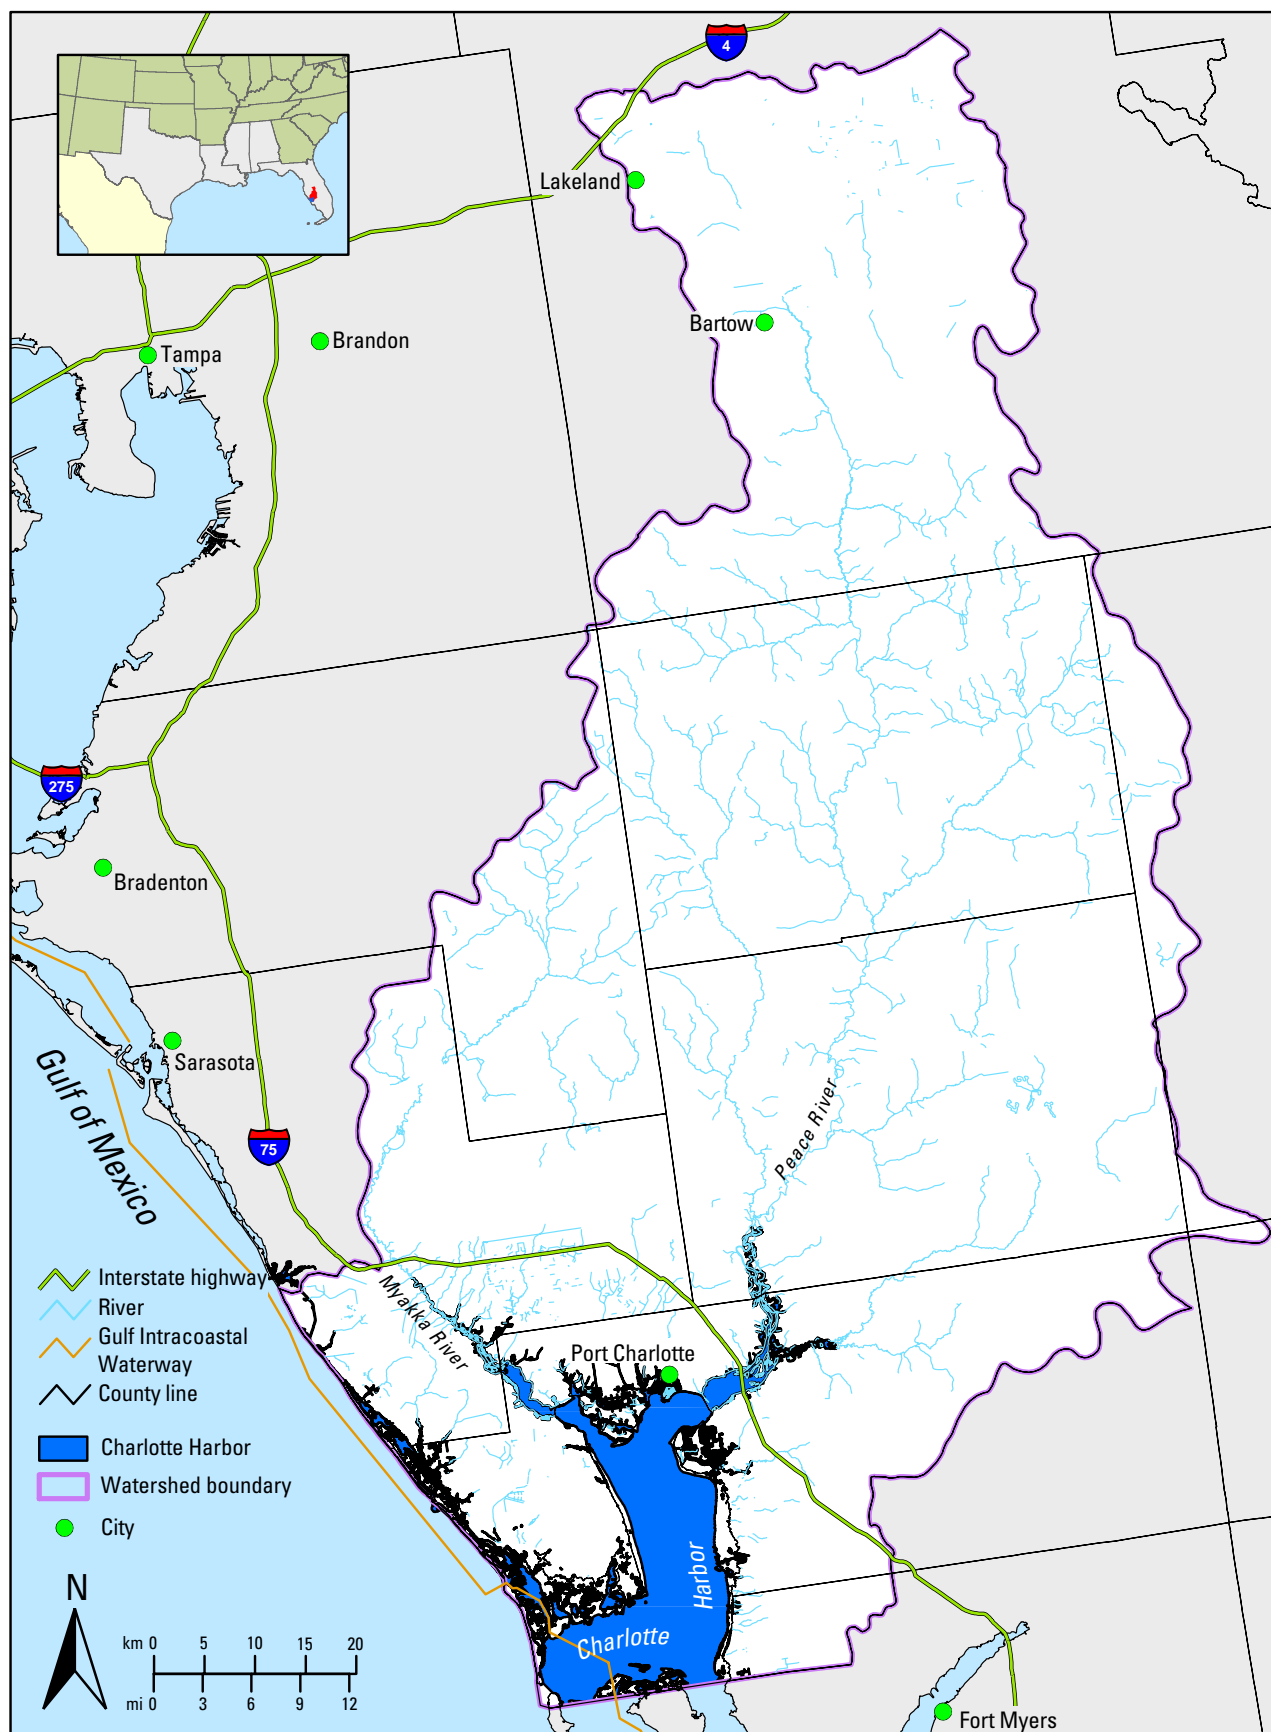 4
Lakeland
Bartow
Brandon
Tampa
275
Bradenton
Sarasota
Gulf of Mexico
75
Peace River
Myakka River
Port Charlotte
Interstate highway
River
Gulf Intracoastal
Waterway
County line
Charlotte Harbor
Watershed boundary
City
N
km 0 5 10 15 20
mi 0 3 6 9 12
Charlotte
Harbor
Fort Myers